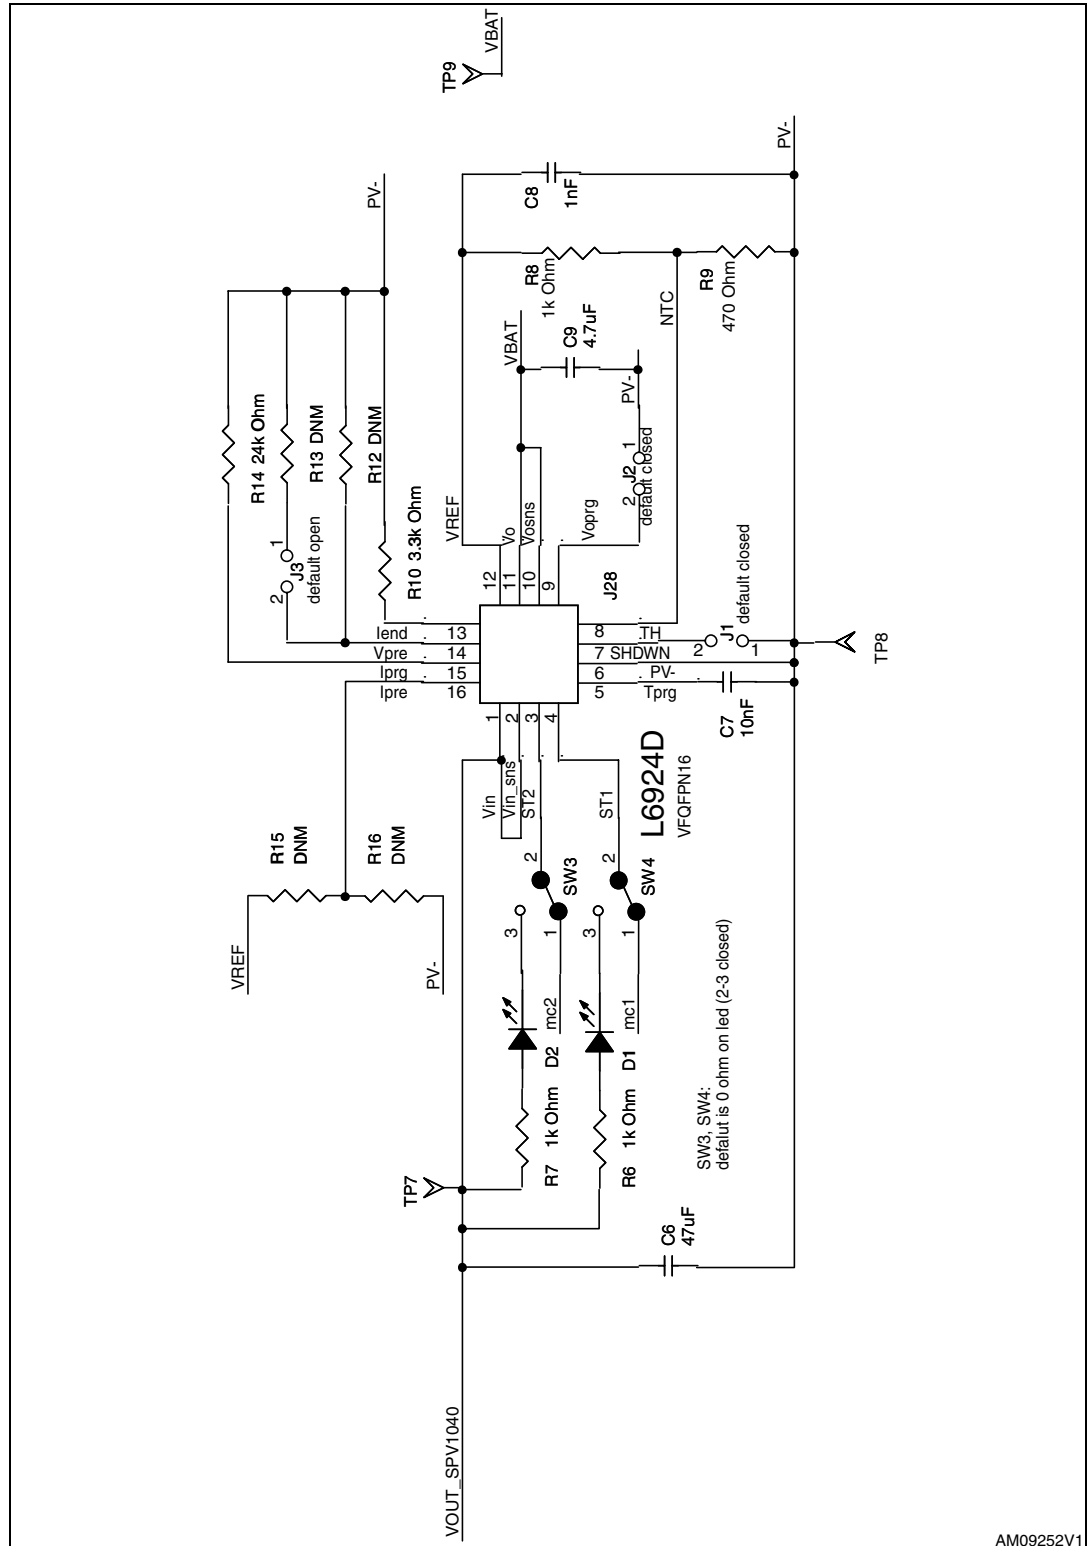 TP9
VBAT
PV-
PV-
C8
1nF
R8
1k Ohm
R9
470 Ohm
NTC
VBAT
C9
4.7uF
PV-
R14 24k Ohm
R13 DNM
R12 DNM
R10 3.3k Ohm
1
J3
2
default open
VREF
Vo
Vosns
Voprg
1
J2
2
default closed
12
11
10
9
J28
Iend
13
Vpre
14
Iprg
15
Ipre
16
8
TH
7
SHDWN
6
PV-
5
Tprg
2
J1
1
default closed
TP8
C7
10nF
1
2
3
4
Vin
Vin_sns
ST2
ST1
L6924D
VFQFPN16
R15
DNM
R16
DNM
VREF
PV-
2
SW3
3
1
2
SW4
3
1
mc2
mc1
D2
D1
R7 1k Ohm
R6 1k Ohm
SW3, SW4:
defalut is 0 ohm on led (2-3 closed)
TP7
C6
47uF
VOUT_SPV1040
AM09252V1